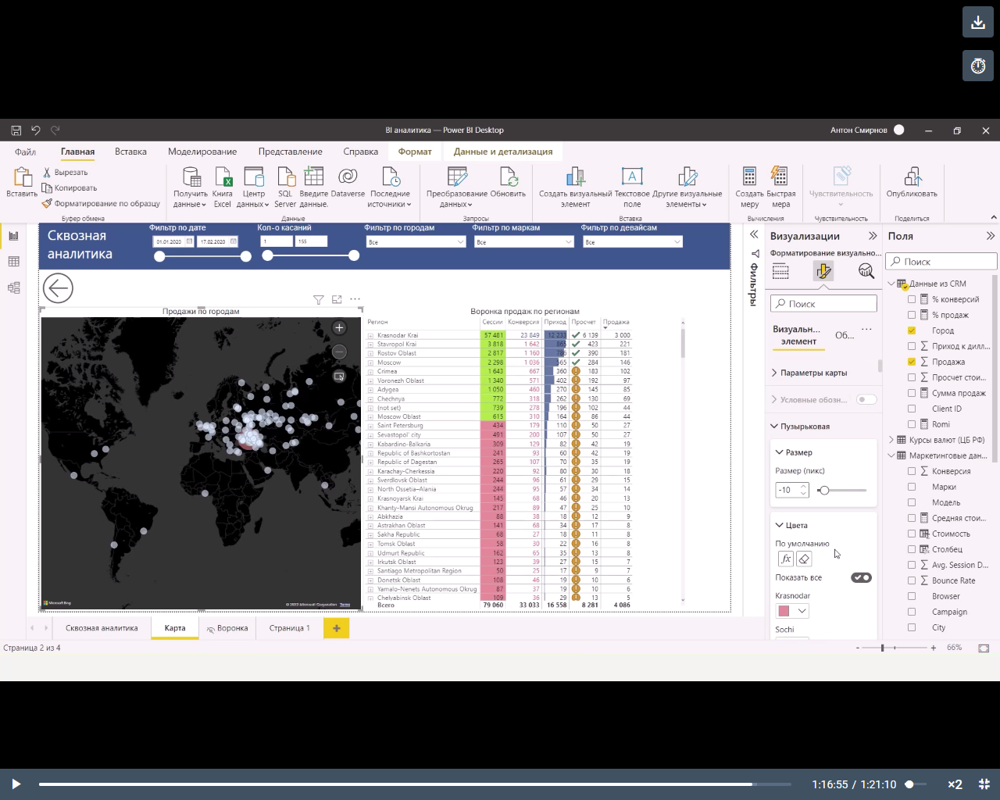 BI аналитика — Power BI Desktop
Антон Смирнов
Файл
Главная
Вставка
Моделирование
Представление
Справка
Формат
Данные и детализация
Вставить
Вырезать
Копировать
Форматирование по образцу
Буфер обмена
Получить данные
Книга Excel
Центр данных
SQL Server
Введите данные.
Dataverse
Последние источники
Данные
Преобразование данных
Обновить
Запросы
Создать визуальный элемент
Текстовое поле
Другие визуальные элементы
Вставка
Создать меру
Быстрая мера
Вычисления
Чувствительность
Чувствительность
Опубликовать
Поделиться
Сквозная аналитика
Фильтр по дате
01.01.2020
17.02.2020
Кол-о касаний
1
155
Фильтр по городам
Все
Фильтр по маркам
Все
Фильтр по девайсам
Все
Продажи по городам
Microsoft Bing
© 2022 Microsoft Corporation Terms
Воронка продаж по регионам
Регион Сессии Конверсия Приход Просчет Продажа
Krasnodar Krai 57 481 23 849 12 233 6 139 3 000
Stavropol Krai 3 818 1 642 865 423 221
Rostov Oblast 2 817 1 160 786 390 181
Moscow 2 298 1 036 565 284 146
Crimea 1 643 667 360 183 102
Voronezh Oblast 1 340 571 402 192 97
Adygea 1 050 460 270 145 85
Chechnya 772 318 262 130 69
(not set) 739 278 196 102 44
Moscow Oblast 615 310 164 86 44
Saint Petersburg 434 179 110 50 27
Sevastopol' city 491 200 107 50 27
Kabardino-Balkaria 309 129 82 42 19
Republic of Bashkortostan 241 93 60 42 19
Republic of Dagestan 265 107 70 35 19
Karachay-Cherkessia 220 92 80 30 18
Sverdlovsk Oblast 244 96 61 29 15
North Ossetia–Alania 244 95 57 34 14
Krasnoyarsk Krai 145 68 46 20 13
Khanty-Mansi Autonomous Okrug 217 89 47 25 10
Abkhazia 88 38 18 12 9
Astrakhan Oblast 141 68 34 17 8
Sakha Republic 68 27 18 11 8
Tomsk Oblast 58 30 22 16 8
Udmurt Republic 162 65 35 13 8
Irkutsk Oblast 123 39 27 15 7
Santiago Metropolitan Region 50 25 17 9 7
Donetsk Oblast 108 46 19 10 6
Yamalo-Nenets Autonomous Okrug 87 37 19 10 6
Chelyabinsk Oblast 109 36 29 13 5
Всего 79 060 33 033 16 558 8 281 4 086
Фильтры
Визуализации
Форматирование визуально...
Поиск
Визуальн... элемент
Об...
Параметры карты
Условные обозн...
Пузырьковая
Размер
Размер (пикс)
-10
Цвета
По умолчанию
fx
Показать все
Krasnodar
Sochi
Поля
Поиск
Данные из CRM
% конверсий
% продаж
Город
Приход к дилл...
Продажа
Просчет стои...
Сумма продаж
Client ID
Romi
Курсы валют (ЦБ РФ)
Маркетинговые дан...
Конверсия
Марки
Модель
Средняя стои...
Стоимость
Столбец
Avg. Session D...
Bounce Rate
Browser
Campaign
City
Сквозная аналитика
Карта
Воронка
Страница 1
Страница 2 из 4
66%
1:16:55 / 1:21:10
×2